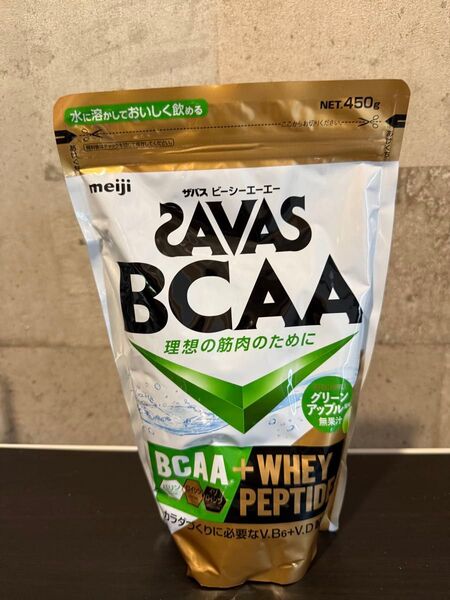 水に溶かしておいしく飲める
NET.450g
meiji
ザバス ビーシーエーエー
SAVAS
BCAA
理想の筋肉のために
グリーン
アップル
無果汁
BCAA
+WHEY
PEPTIDE
バリン
カラダづくりに必要なV.B6+V.D